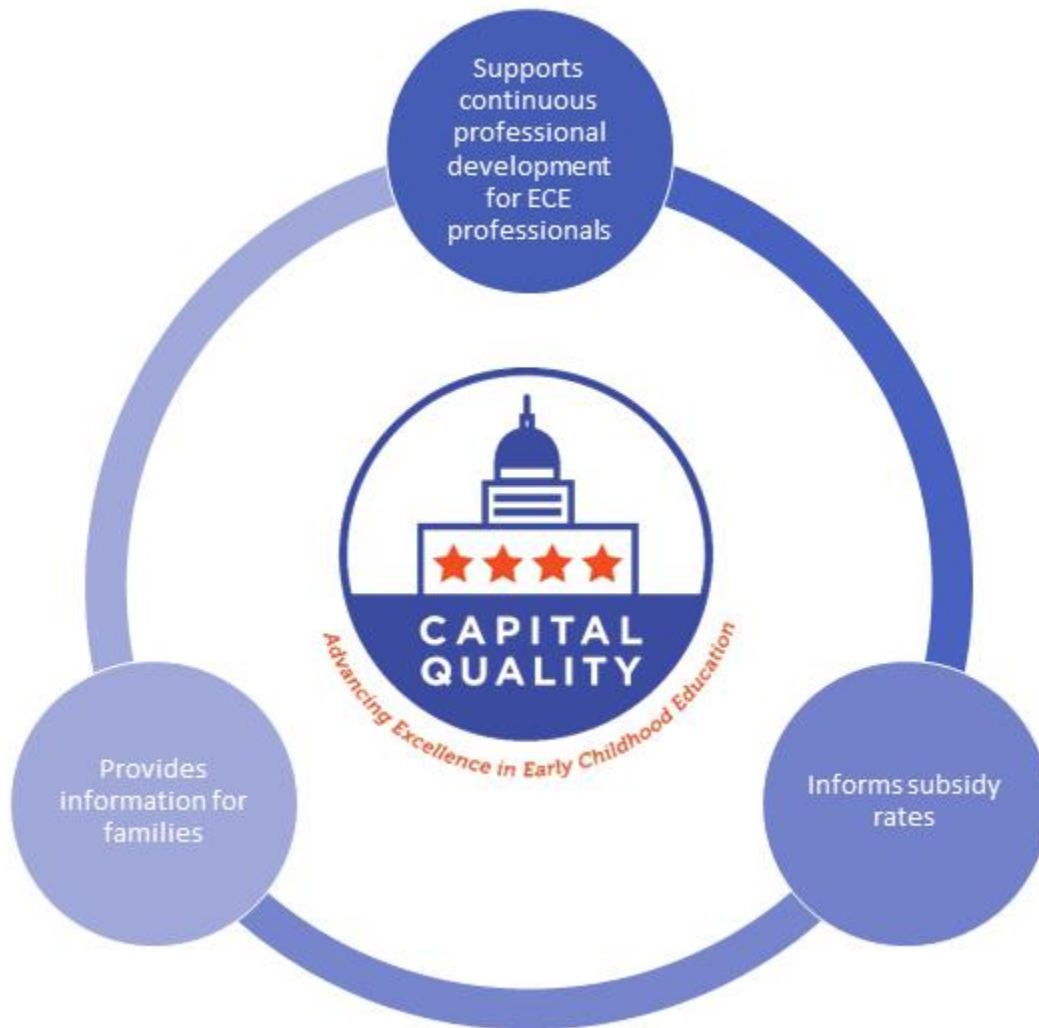 Supports
continuous
professional
development
for ECE
professionals
CAPITAL
QUALITY
Advancing Excellence in Early Childhood Education
Provides
information for
families
Informs subsidy
rates